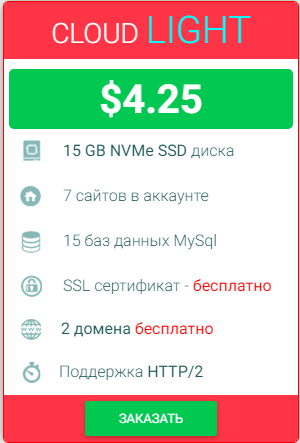 CLOUD LIGHT
$4.25
15 GB NVMe SSD диска
7 сайтов в аккаунте
15 баз данных MySql
SSL сертификат - бесплатно
2 домена бесплатно
Поддержка HTTP/2
ЗАКАЗАТЬ